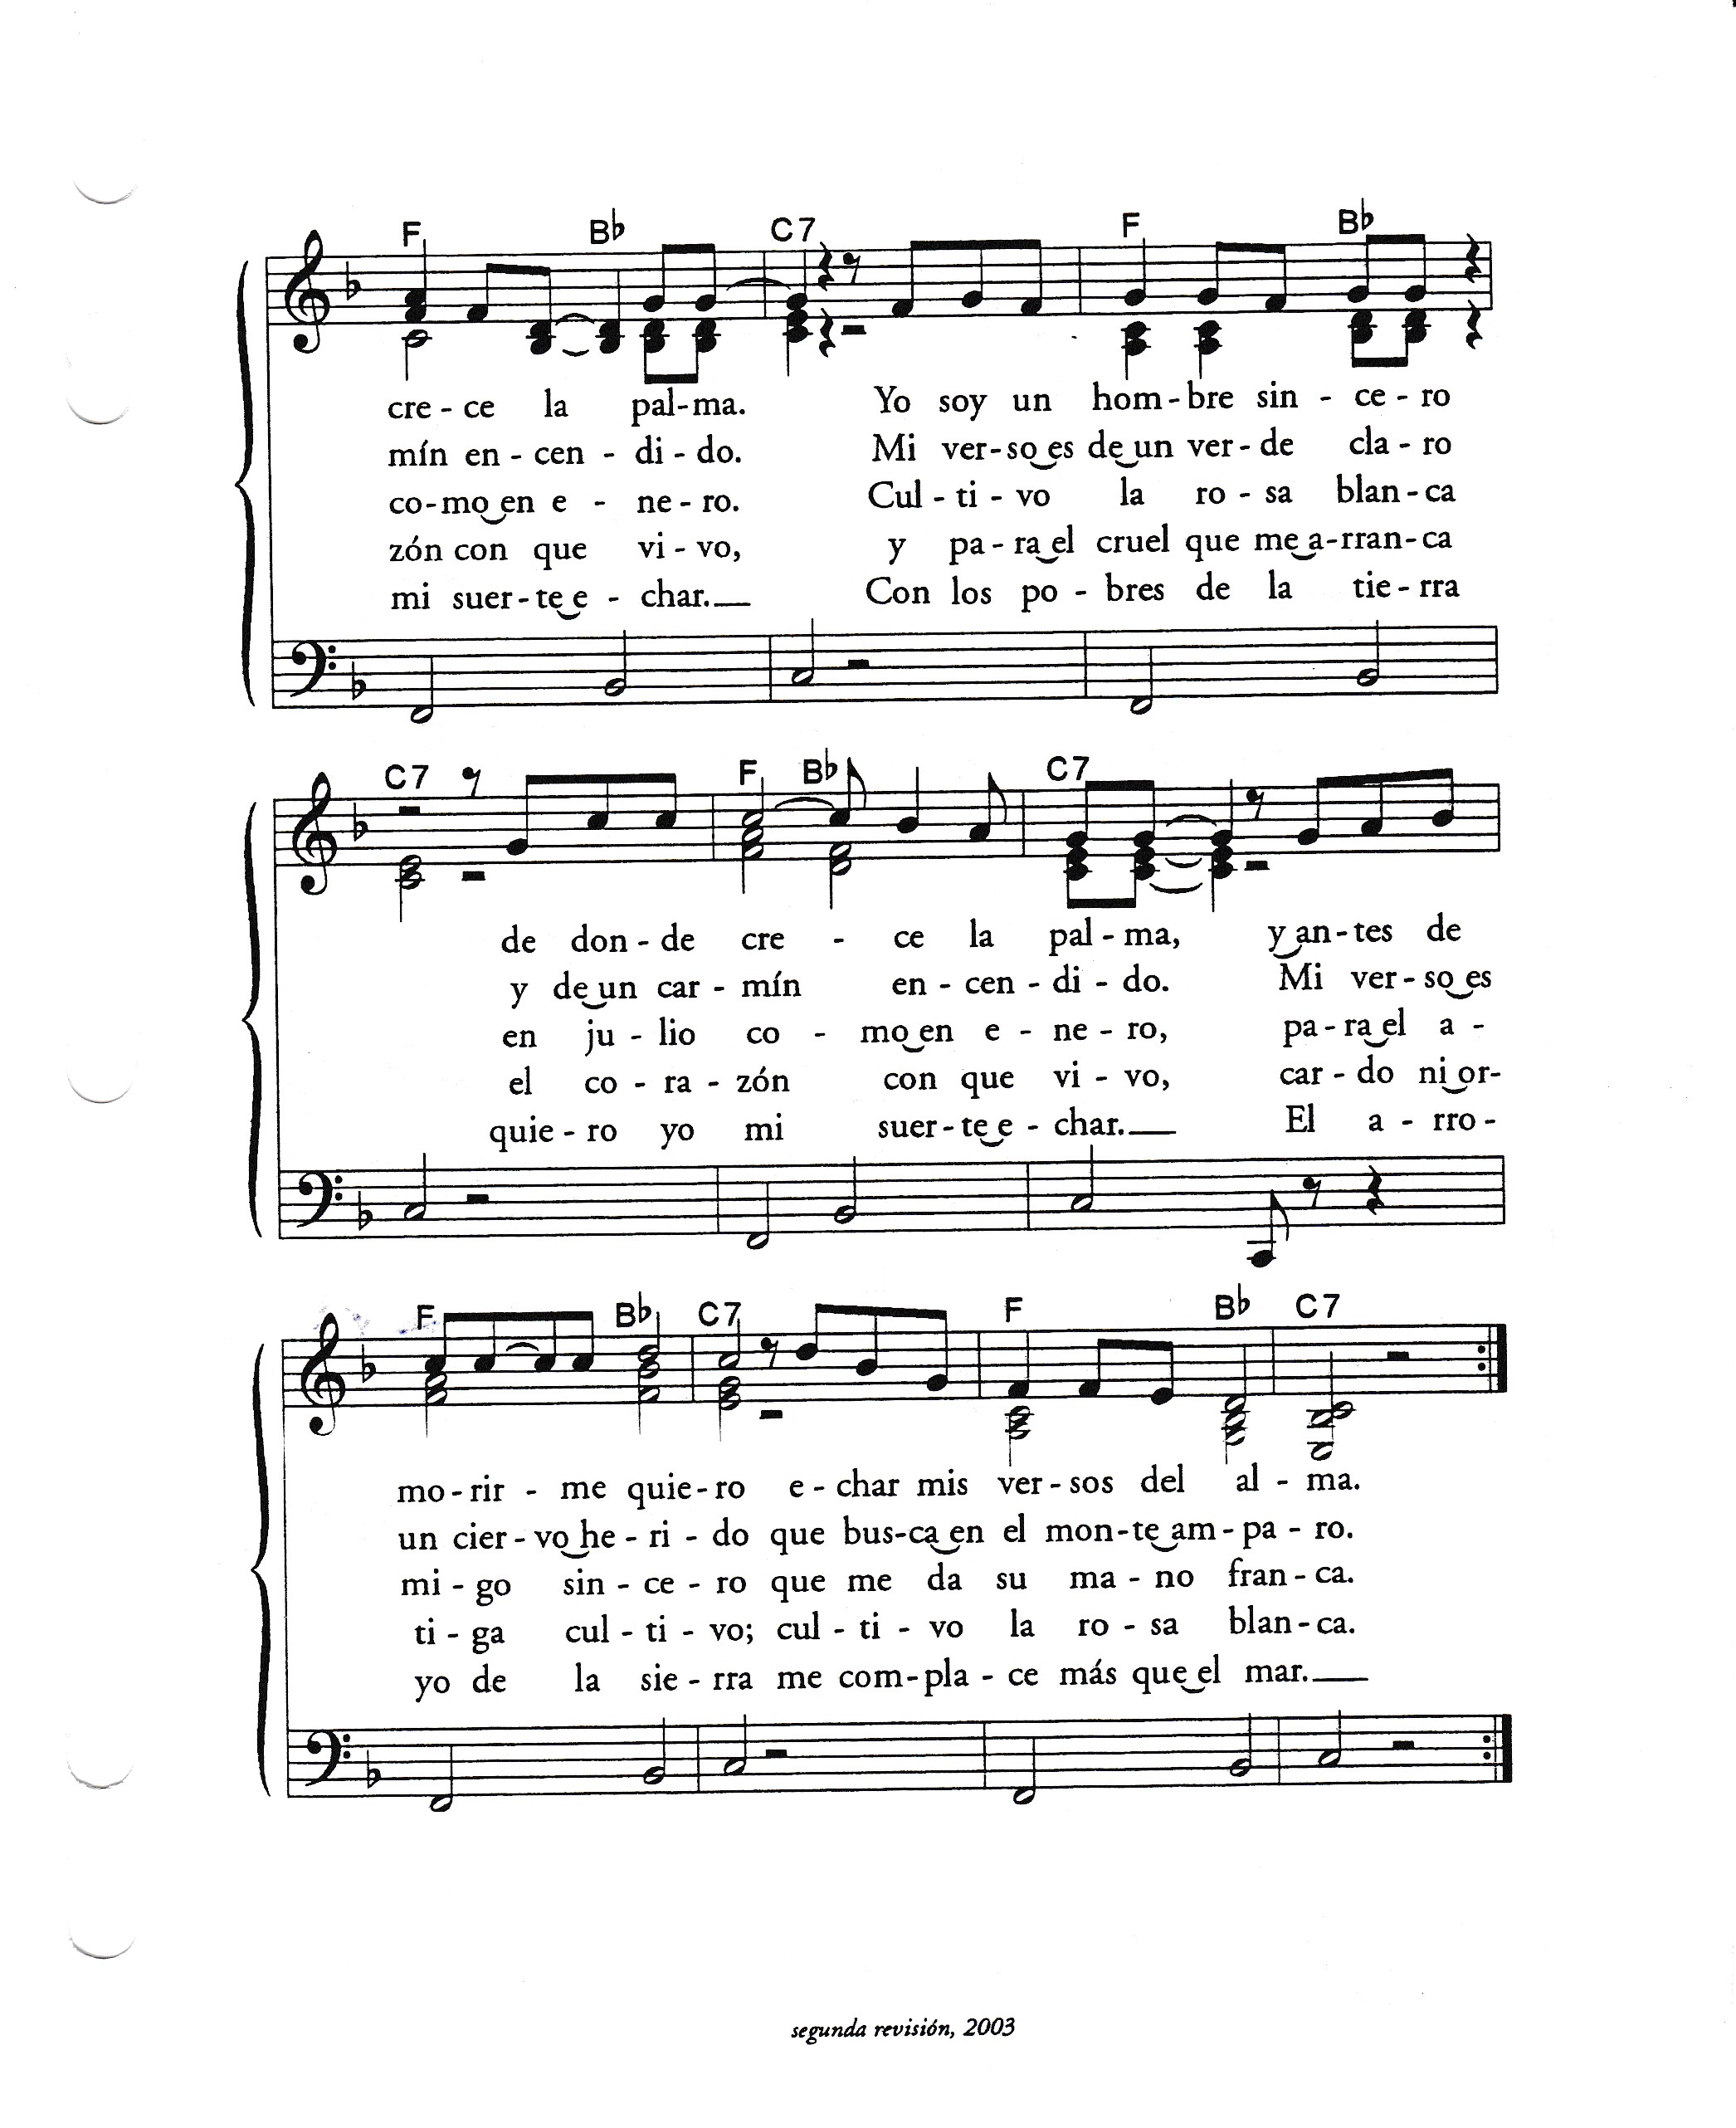 F B♭ C7 F B♭
cre - ce la pal-ma. Yo soy un hom-bre sin - ce - ro
mín en - cen - di - do. Mi ver-so‿es de‿un ver-de cla - ro
co-mo‿en e - ne - ro. Cul - ti - vo la ro - sa blan-ca
zón con que vi - vo, y pa-ra‿el cruel que me‿a-rran-ca
mi suer-te‿e - char.__ Con los po - bres de la tie-rra
C7 F B♭ C7
de don - de cre - ce la pal - ma, y‿an-tes de
y de‿un car - mín en - cen - di - do. Mi ver-so‿es
en ju - lio co - mo‿en e - ne - ro, pa-ra‿el a -
el co - ra - zón con que vi - vo, car - do ni‿or-
quie - ro yo mi suer-te‿e - char.__ El a - rro -
F B♭ C7 F B♭ C7
mo-rir - me quie-ro e-char mis ver-sos del al - ma.
un cier-vo‿he-ri - do que bus-ca‿en el mon-te‿am-pa - ro.
mi - go sin - ce - ro que me da su ma - no fran-ca.
ti - ga cul - ti - vo; cul - ti - vo la ro - sa blan-ca.
yo de la sie - rra me com-pla - ce más que‿el mar.__
segunda revisión, 2003